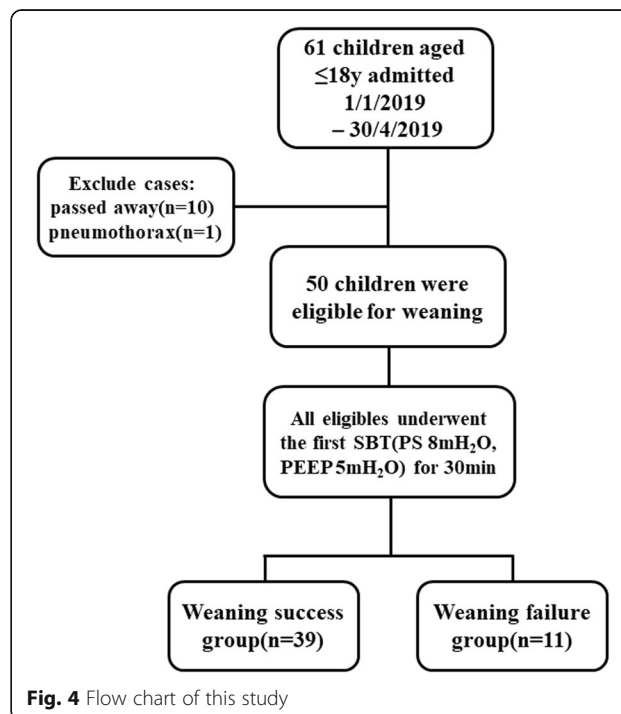 61 children aged
≤18y admitted
1/1/2019
– 30/4/2019
Exclude cases:
passed away(n=10)
pneumothorax(n=1)
50 children were
eligible for weaning
All eligibles underwent
the first SBT(PS 8mH₂O,
PEEP 5mH₂O) for 30min
Weaning success
group(n=39)
Weaning failure
group(n=11)
Fig. 4 Flow chart of this study